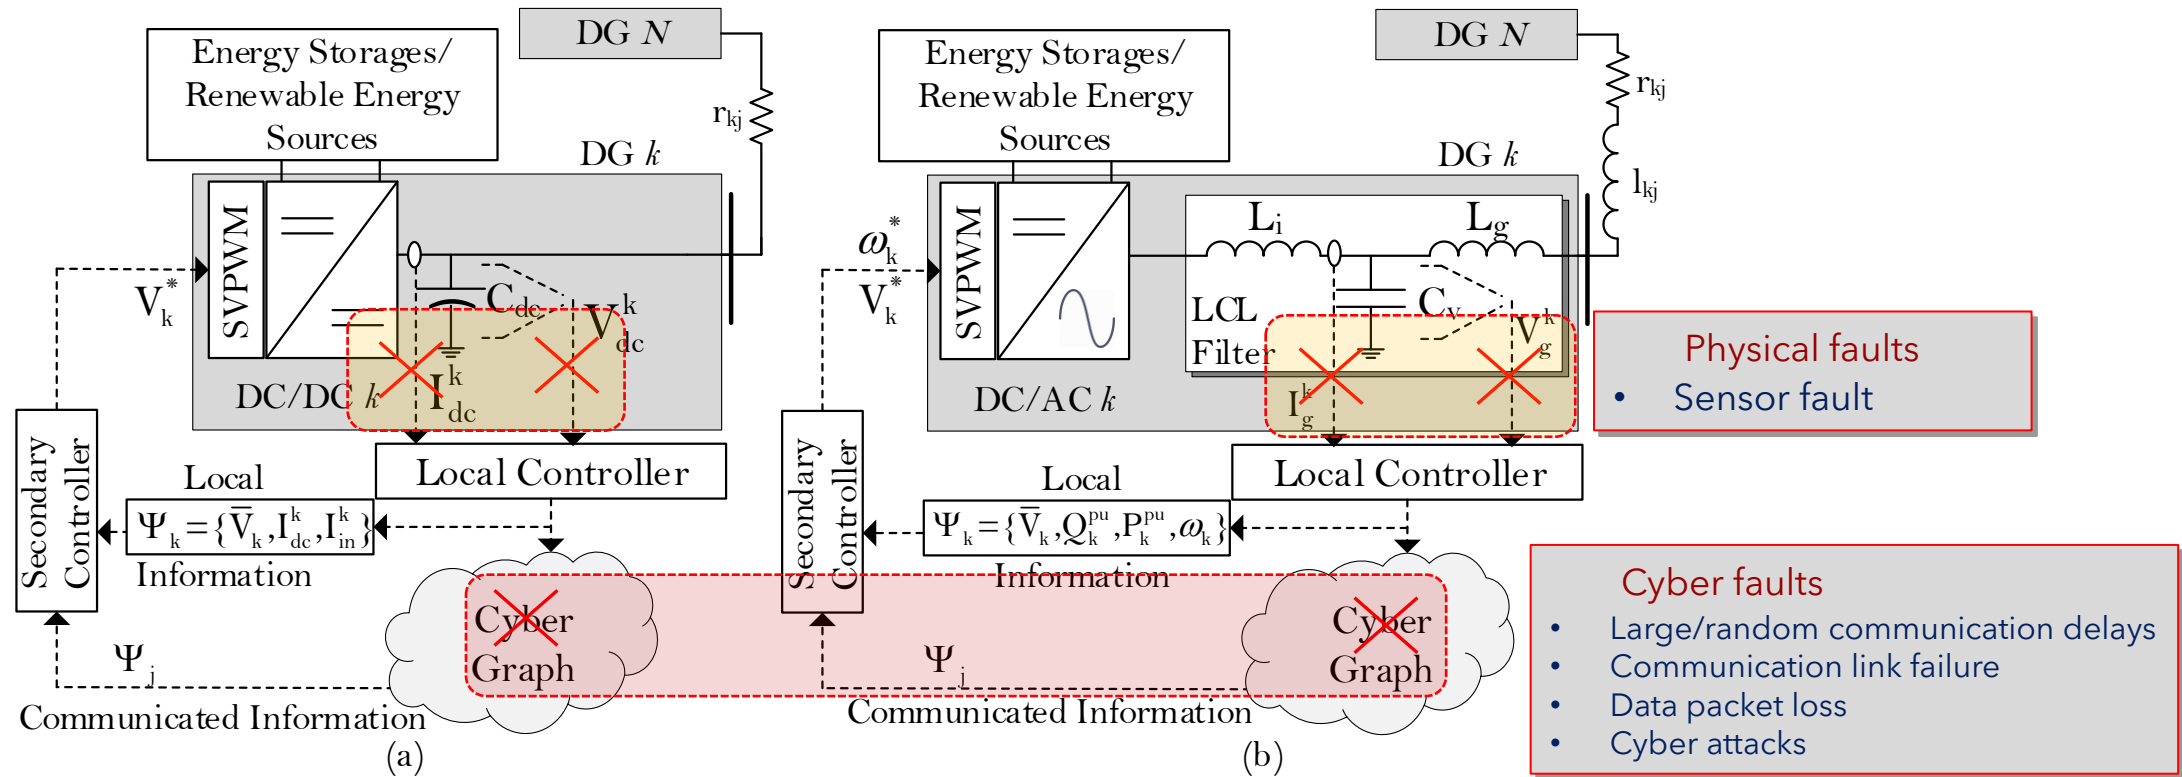 DG N
Energy Storages/
Renewable Energy
Sources
r_kj
DG k
SVPWM
V_k^*
C_dc
V_dc^k
I_dc^k
DC/DC k
Secondary
Controller
Local Controller
Local
Ψ_k={V̅_k,I_dc^k,I_in^k}
Information
Cyber
Graph
Ψ_j
Communicated Information
(a)
DG N
Energy Storages/
Renewable Energy
Sources
r_kj
l_kj
DG k
SVPWM
ω_k^*
V_k^*
L_i
L_g
LCL
Filter
C_v
V_g^k
I_g^k
DC/AC k
Secondary
Controller
Local Controller
Local
Ψ_k={V̅_k,Q_k^pu,P_k^pu,ω_k}
Information
Cyber
Graph
Ψ_j
Communicated Information
(b)
Physical faults
• Sensor fault
Cyber faults
• Large/random communication delays
• Communication link failure
• Data packet loss
• Cyber attacks